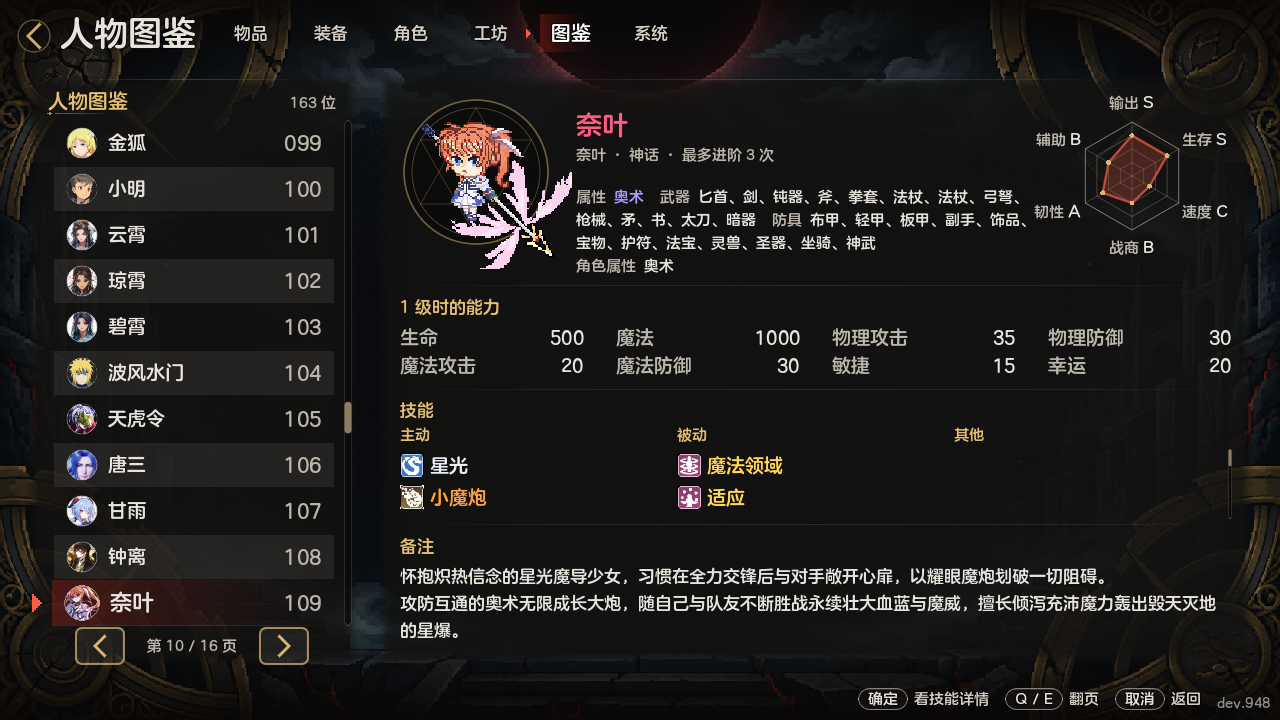 人物图鉴
物品 装备 角色 工坊 图鉴 系统
人物图鉴 163 位
金狐 099
小明 100
云霄 101
琼霄 102
碧霄 103
波风水门 104
天虎令 105
唐三 106
甘雨 107
钟离 108
奈叶 109
第 10 / 16 页
奈叶
奈叶 · 神话 · 最多进阶 3 次
属性 奥术 武器 匕首、剑、钝器、斧、拳套、法杖、法杖、弓弩、
枪械、矛、书、太刀、暗器 防具 布甲、轻甲、板甲、副手、饰品、
宝物、护符、法宝、灵兽、圣器、坐骑、神武
角色属性 奥术
输出 S
生存 S
速度 C
战商 B
韧性 A
辅助 B
1 级时的能力
生命 500 魔法 1000 物理攻击 35 物理防御 30
魔法攻击 20 魔法防御 30 敏捷 15 幸运 20
技能
主动 被动 其他
星光 魔法领域
小魔炮 适应
备注
怀抱炽热信念的星光魔导少女，习惯在全力交锋后与对手敞开心扉，以耀眼魔炮划破一切阻碍。
攻防互通的奥术无限成长大炮，随自己与队友不断胜战永续壮大血蓝与魔威，擅长倾泻充沛魔力轰出毁天灭地
的星爆。
确定 看技能详情 Q / E 翻页 取消 返回 dev.948